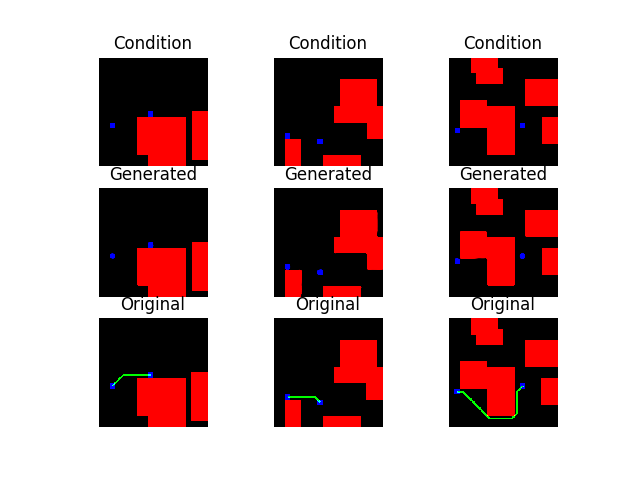 Condition Condition Condition
Generated Generated Generated
Original Original Original